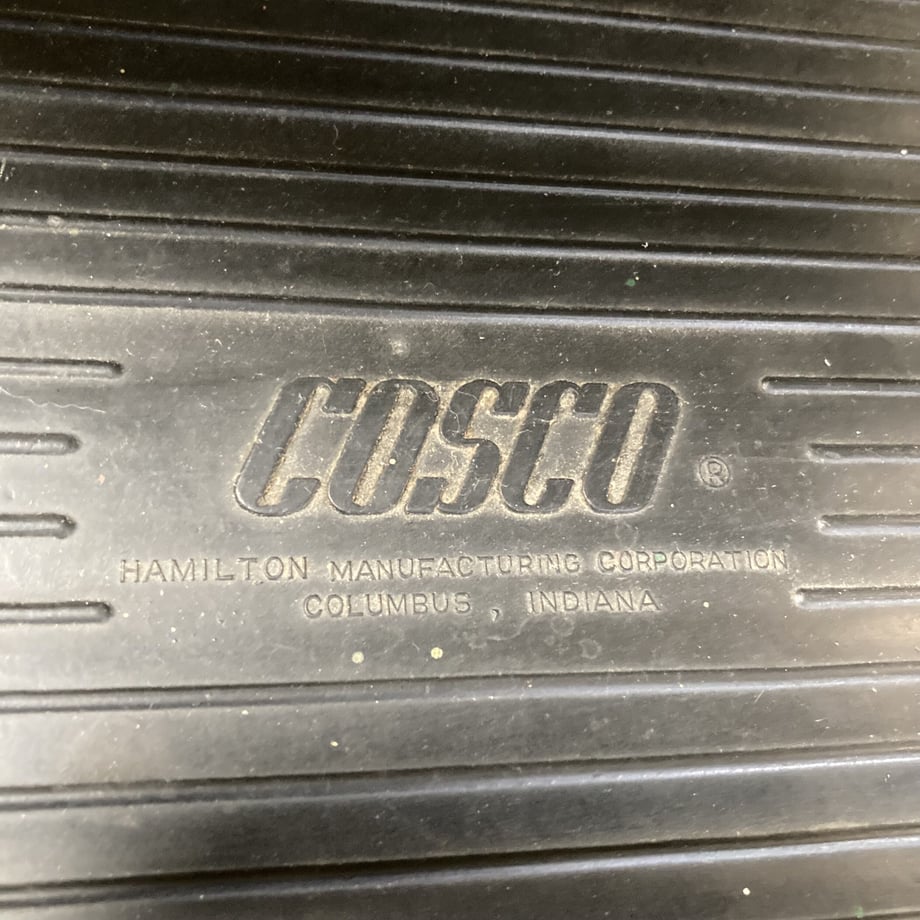 COSCO ®
HAMILTON MANUFACTURING CORPORATION
COLUMBUS , INDIANA